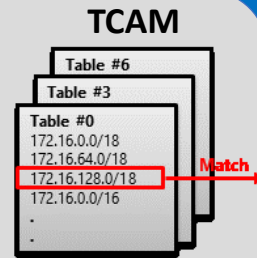 TCAM
Table #6
Table #3
Table #0
172.16.0.0/18
172.16.64.0/18
172.16.128.0/18
Match
172.16.0.0/16
.
.